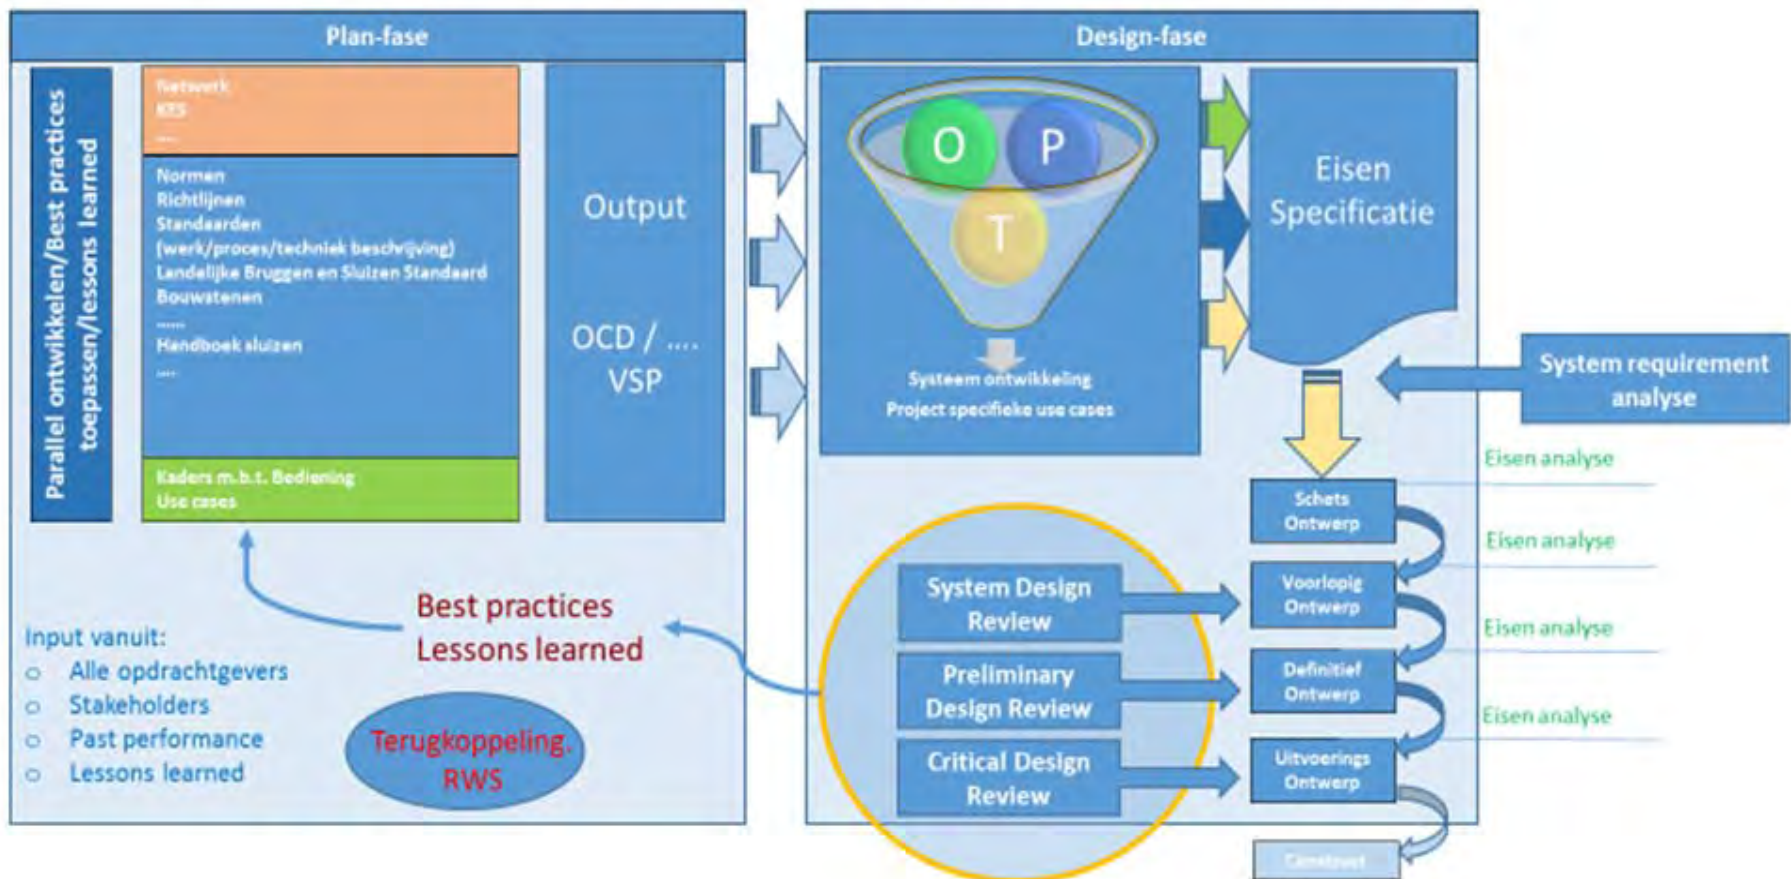 Plan-fase
Parallel ontwikkelen/Best practices
toepassen/lessons learned
Netwerk
KES
....
Normen
Richtlijnen
Standaarden
(werk/proces/techniek beschrijving)
Landelijke Bruggen en Sluizen Standaard
Bouwstenen
......
Handboek sluizen
....
Kaders m.b.t. Bediening
Use cases
Output
OCD / ....
VSP
Best practices
Lessons learned
Input vanuit:
o Alle opdrachtgevers
o Stakeholders
o Past performance
o Lessons learned
Terugkoppeling.
RWS
Design-fase
O
P
T
Systeem ontwikkeling
Project specifieke use cases
Eisen
Specificatie
System requirement
analyse
Eisen analyse
Schets
Ontwerp
Eisen analyse
System Design
Review
Voorlopig
Ontwerp
Eisen analyse
Preliminary
Design Review
Definitief
Ontwerp
Eisen analyse
Critical Design
Review
Uitvoerings
Ontwerp